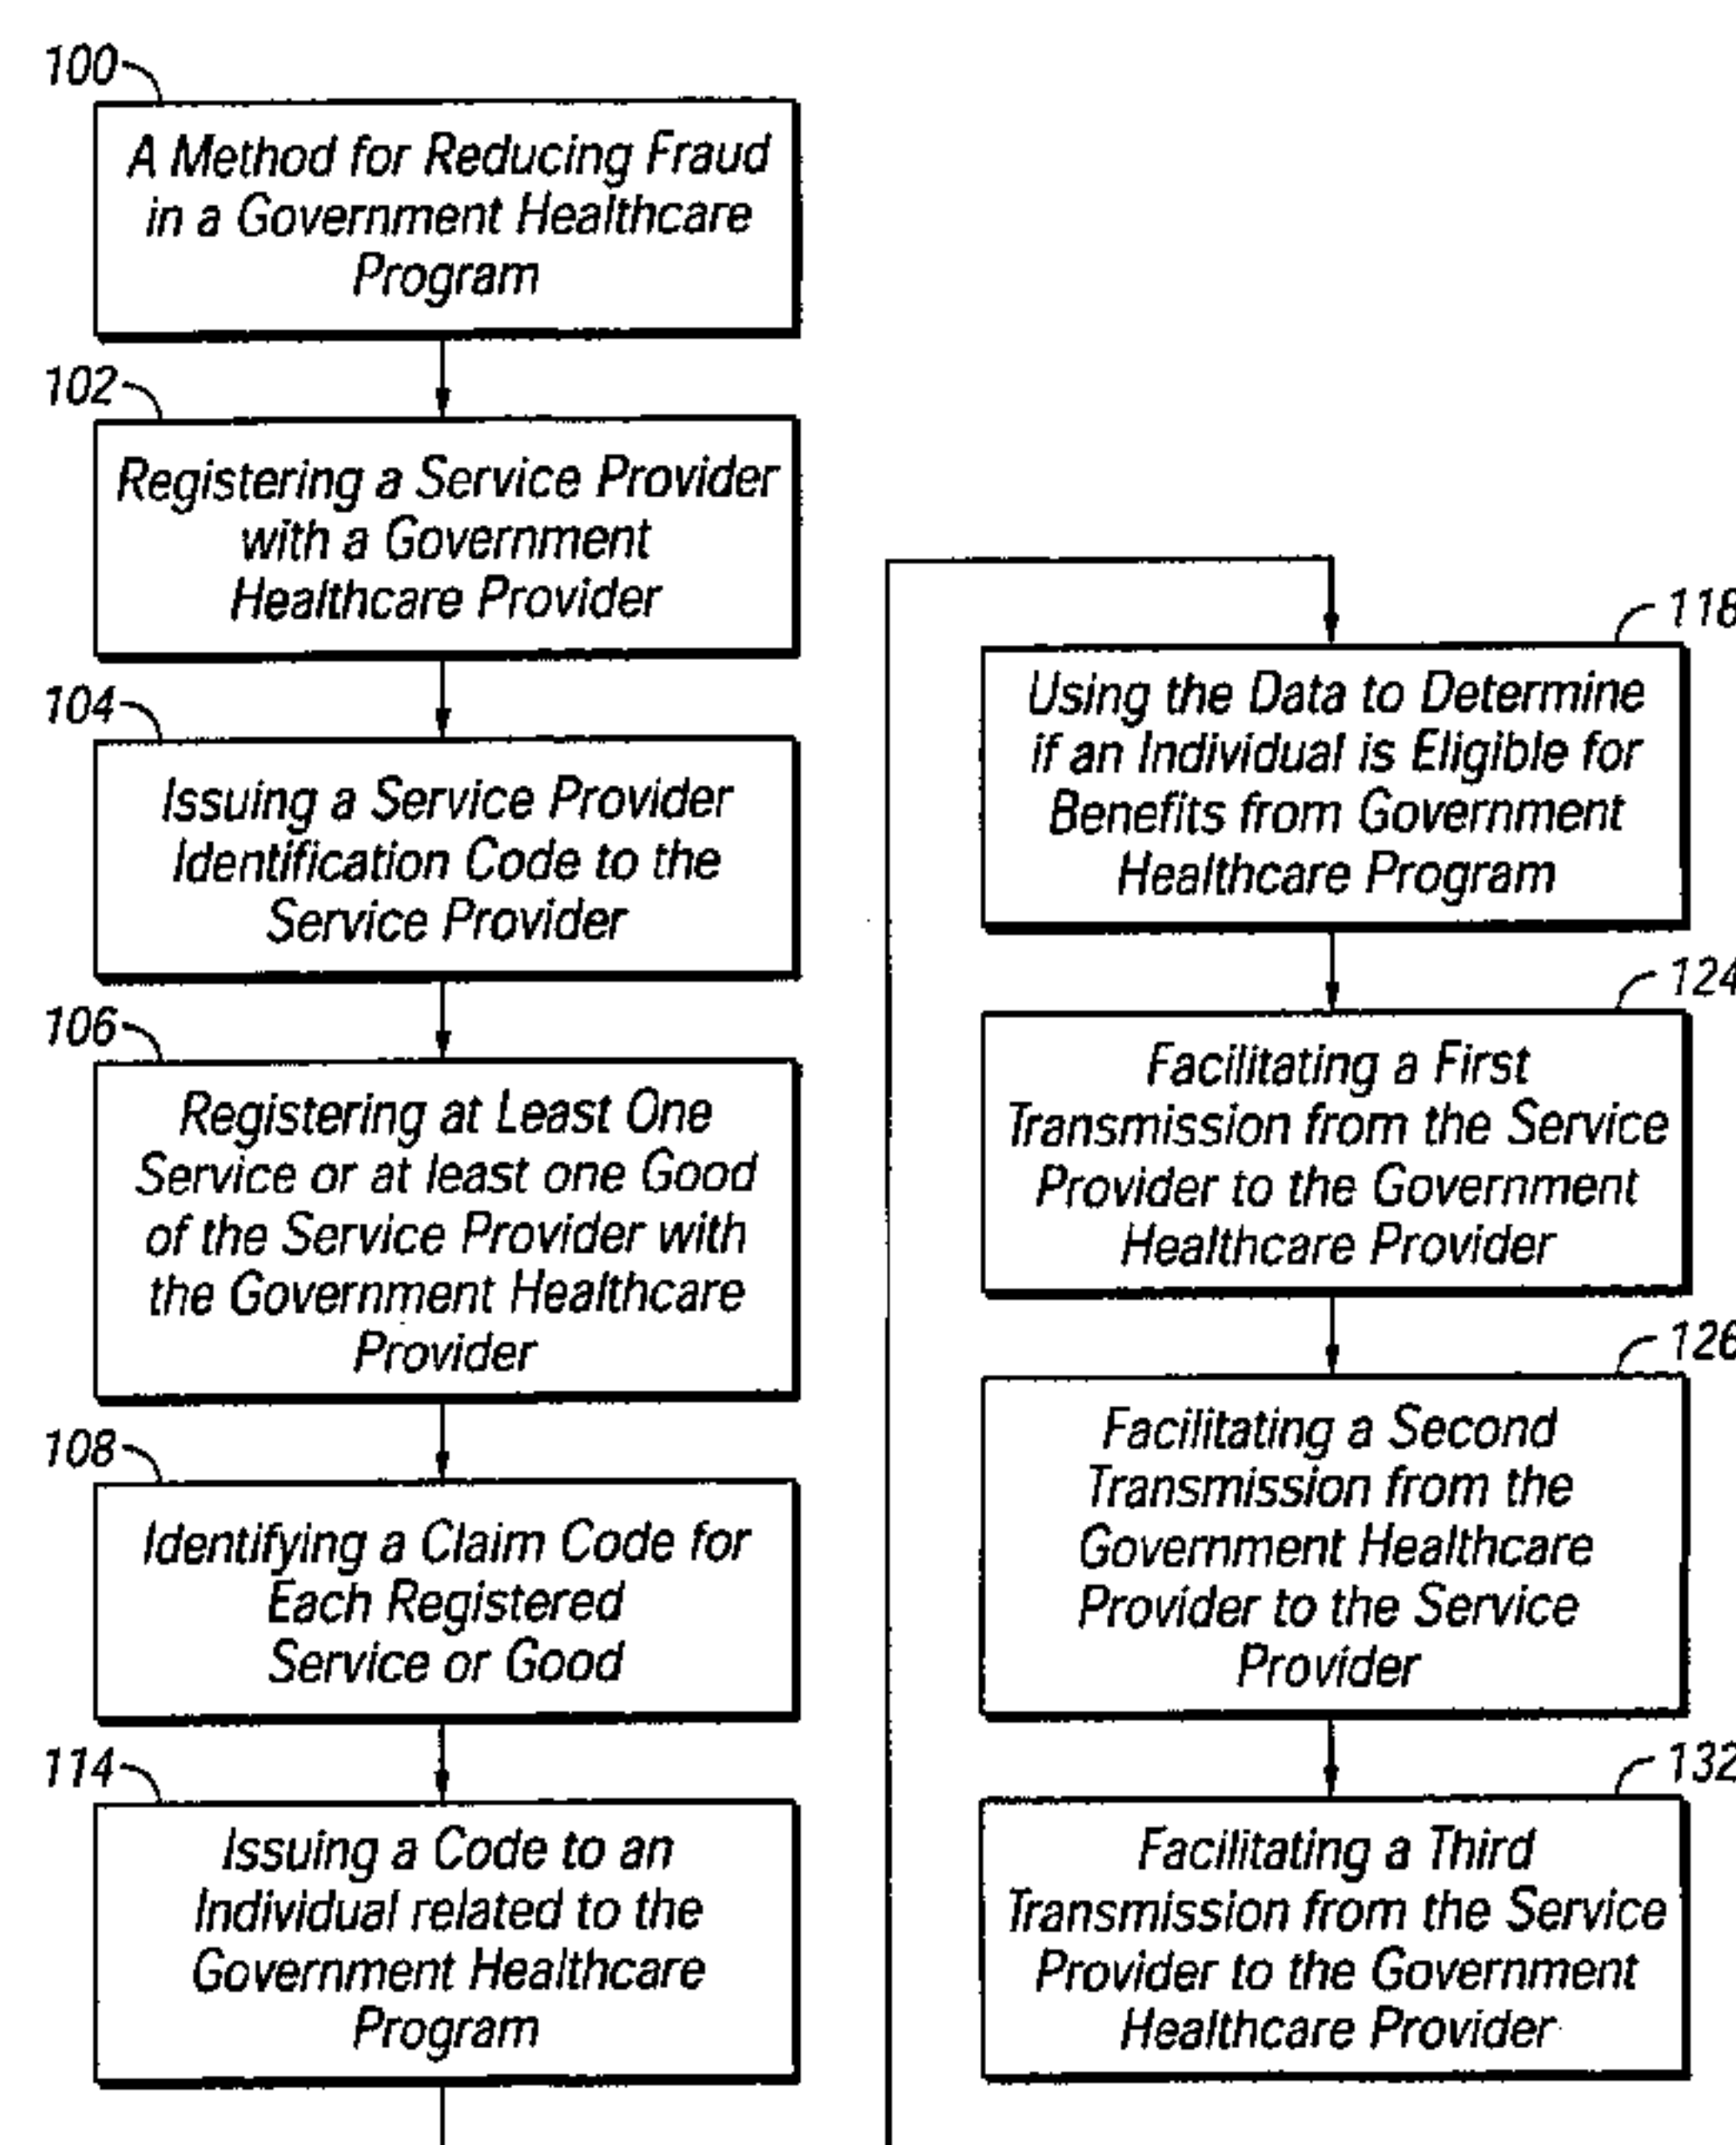 100
A Method for Reducing Fraud
in a Government Healthcare
Program
102
Registering a Service Provider
with a Government
Healthcare Provider
104
Issuing a Service Provider
Identification Code to the
Service Provider
106
Registering at Least One
Service or at least one Good
of the Service Provider with
the Government Healthcare
Provider
108
Identifying a Claim Code for
Each Registered
Service or Good
114
Issuing a Code to an
Individual related to the
Government Healthcare
Program
118
Using the Data to Determine
if an Individual is Eligible for
Benefits from Government
Healthcare Program
124
Facilitating a First
Transmission from the Service
Provider to the Government
Healthcare Provider
126
Facilitating a Second
Transmission from the
Government Healthcare
Provider to the Service
Provider
132
Facilitating a Third
Transmission from the Service
Provider to the Government
Healthcare Provider